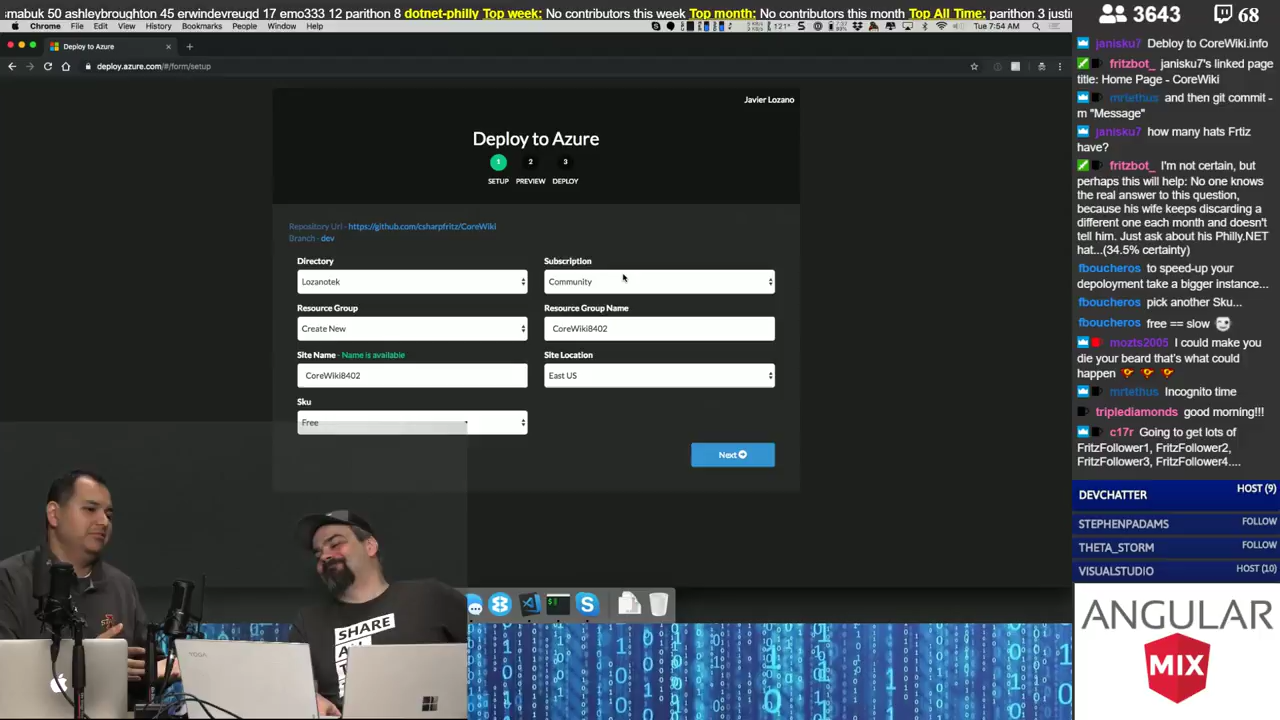 smabuk 50 ashleybroughton 45 erwindevreugd 17 emo333 12 parithon 8 dotnet-philly Top week: No contributors this week Top month: No contributors this month Top All Time: parithon 3 justin
Chrome File Edit View History Bookmarks People Window Help
Tue 7:54 AM
Deploy to Azure
deploy.azure.com/#/form/setup
Javier Lozano
Deploy to Azure
1 2 3
SETUP PREVIEW DEPLOY
Repository Url - https://github.com/csharpfritz/CoreWiki
Branch - dev
Directory Subscription
Lozanotek Community
Resource Group Resource Group Name
Create New CoreWiki8402
Site Name - Name is available Site Location
CoreWiki8402 East US
Sku
Free
Next
SHARE
YOGA
3643 68
janisku7 Debloy to CoreWiki.info
fritzbot_ janisku7's linked page
title: Home Page - CoreWiki
mrtethus and then git commit -
m "Message"
janisku7 how many hats Frtiz
have?
fritzbot_ I'm not certain, but
perhaps this will help: No one knows
the real answer to this question,
because his wife keeps discarding a
different one each month and doesn't
tell him. Just ask about his Philly.NET
hat...(34.5% certainty)
fboucheros to speed-up your
depoloyment take a bigger instance...
fboucheros pick another Sku...
fboucheros free == slow
mozts2005 I could make you
die your beard that's what could
happen
mrtethus Incognito time
triplediamonds good morning!!!
c17r Going to get lots of
FritzFollower1, FritzFollower2,
FritzFollower3, FritzFollower4....
DEVCHATTER HOST (9)
STEPHENPADAMS FOLLOW
THETA_STORM FOLLOW
VISUALSTUDIO HOST (10)
ANGULAR
MIX